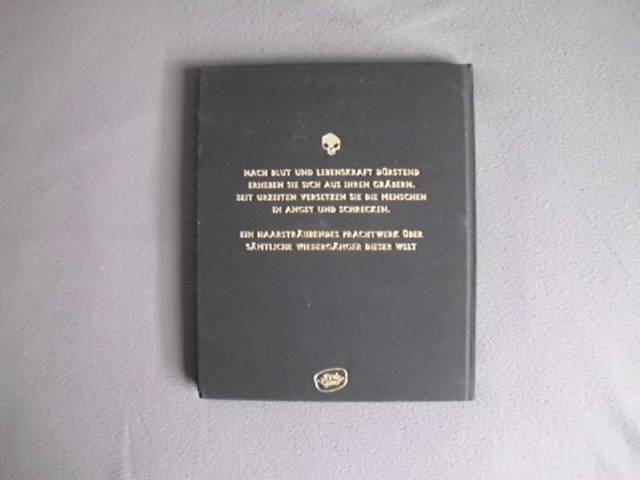 NACH BLUT UND LEBENSKRAFT DÜRSTEND
ERHEBEN SIE SICH AUS IHREN GRÄBERN.
SEIT URZEITEN VERSETZEN SIE DIE MENSCHEN
IN ANGST UND SCHRECKEN.
EIN HAARSTRÄUBENDES PRACHTWERK ÜBER
SÄMTLICHE WIEDERGÄNGER DIESER WELT